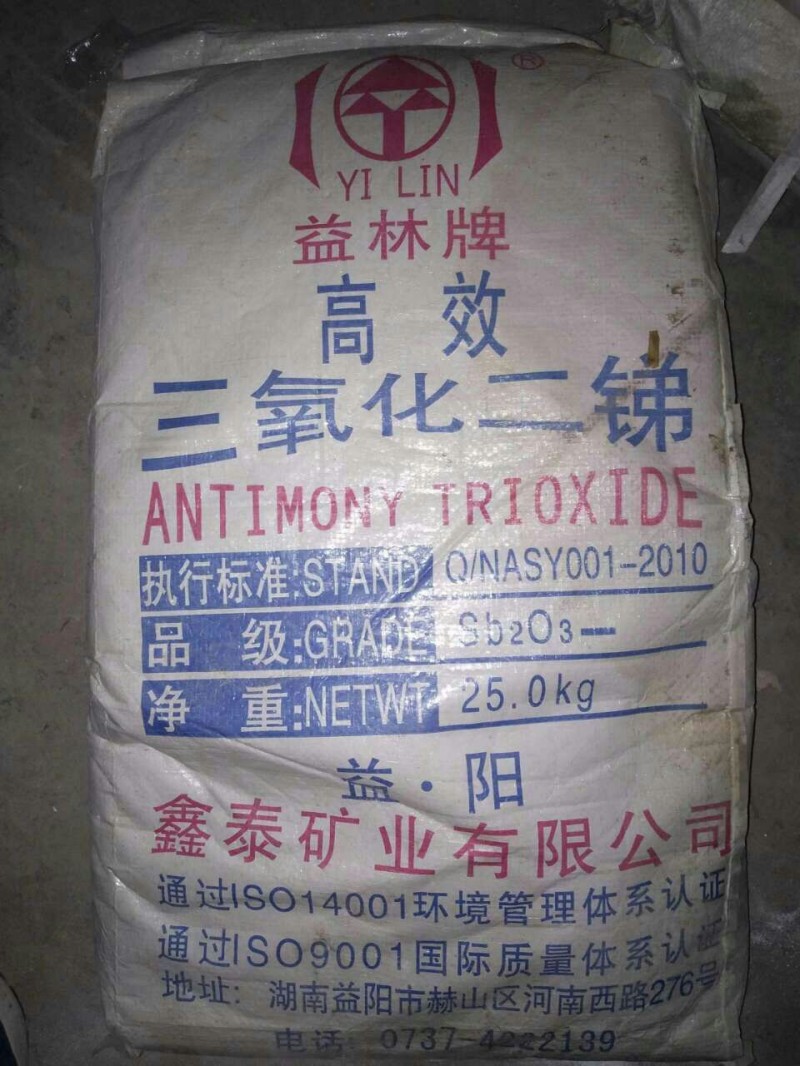 ®
YI LIN
益林牌
高效
三氧化二锑
ANTIMONY TRIOXIDE
执行标准:STAND Q/NASY001-2010
品级:GRADE Sb₂O₃—
净重:NETWT 25.0kg
益·阳
鑫泰矿业有限公司
通过ISO14001环境管理体系认证
通过ISO9001国际质量体系认证
地址：湖南益阳市赫山区河南西路276号
电话：0737-4222139